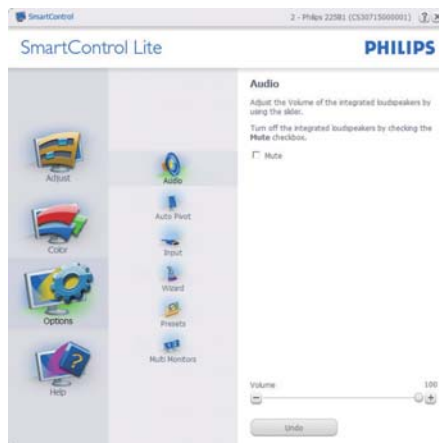 SmartControl
2 - Philips 225B1 (CS30715000001)
SmartControl Lite
PHILIPS
Adjust
Color
Options
Help
Audio
Auto Pivot
Input
Wizard
Presets
Multi Monitors
Audio
Adjust the Volume of the integrated loudspeakers by
using the slider.
Turn off the integrated loudspeakers by checking the
Mute checkbox.
Mute
Volume
100
Undo